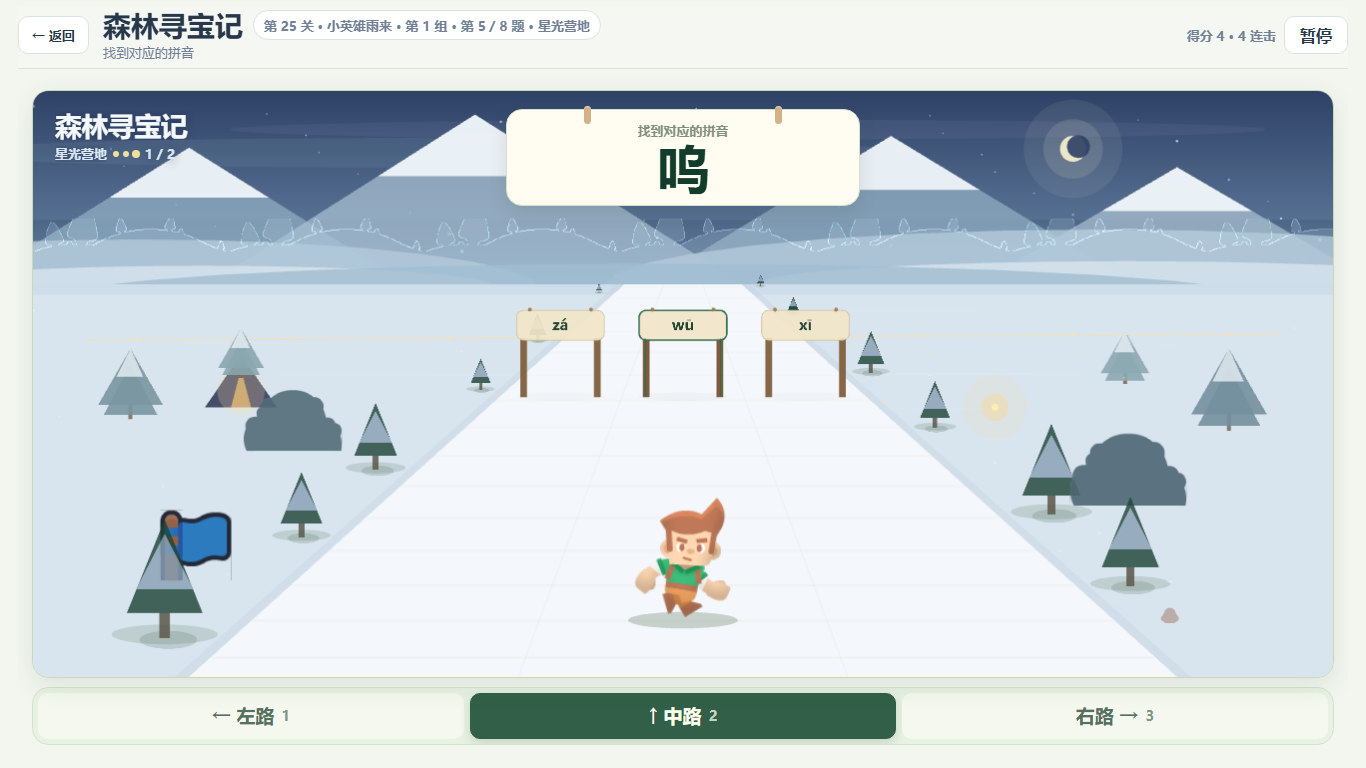 ← 返回
森林寻宝记
第 25 关 • 小英雄雨来 • 第 1 组 • 第 5 / 8 题 • 星光营地
找到对应的拼音
得分 4 • 4 连击
暂停
森林寻宝记
星光营地 1 / 2
找到对应的拼音
呜
zá
wū
xī
← 左路 1
↑ 中路 2
右路 → 3